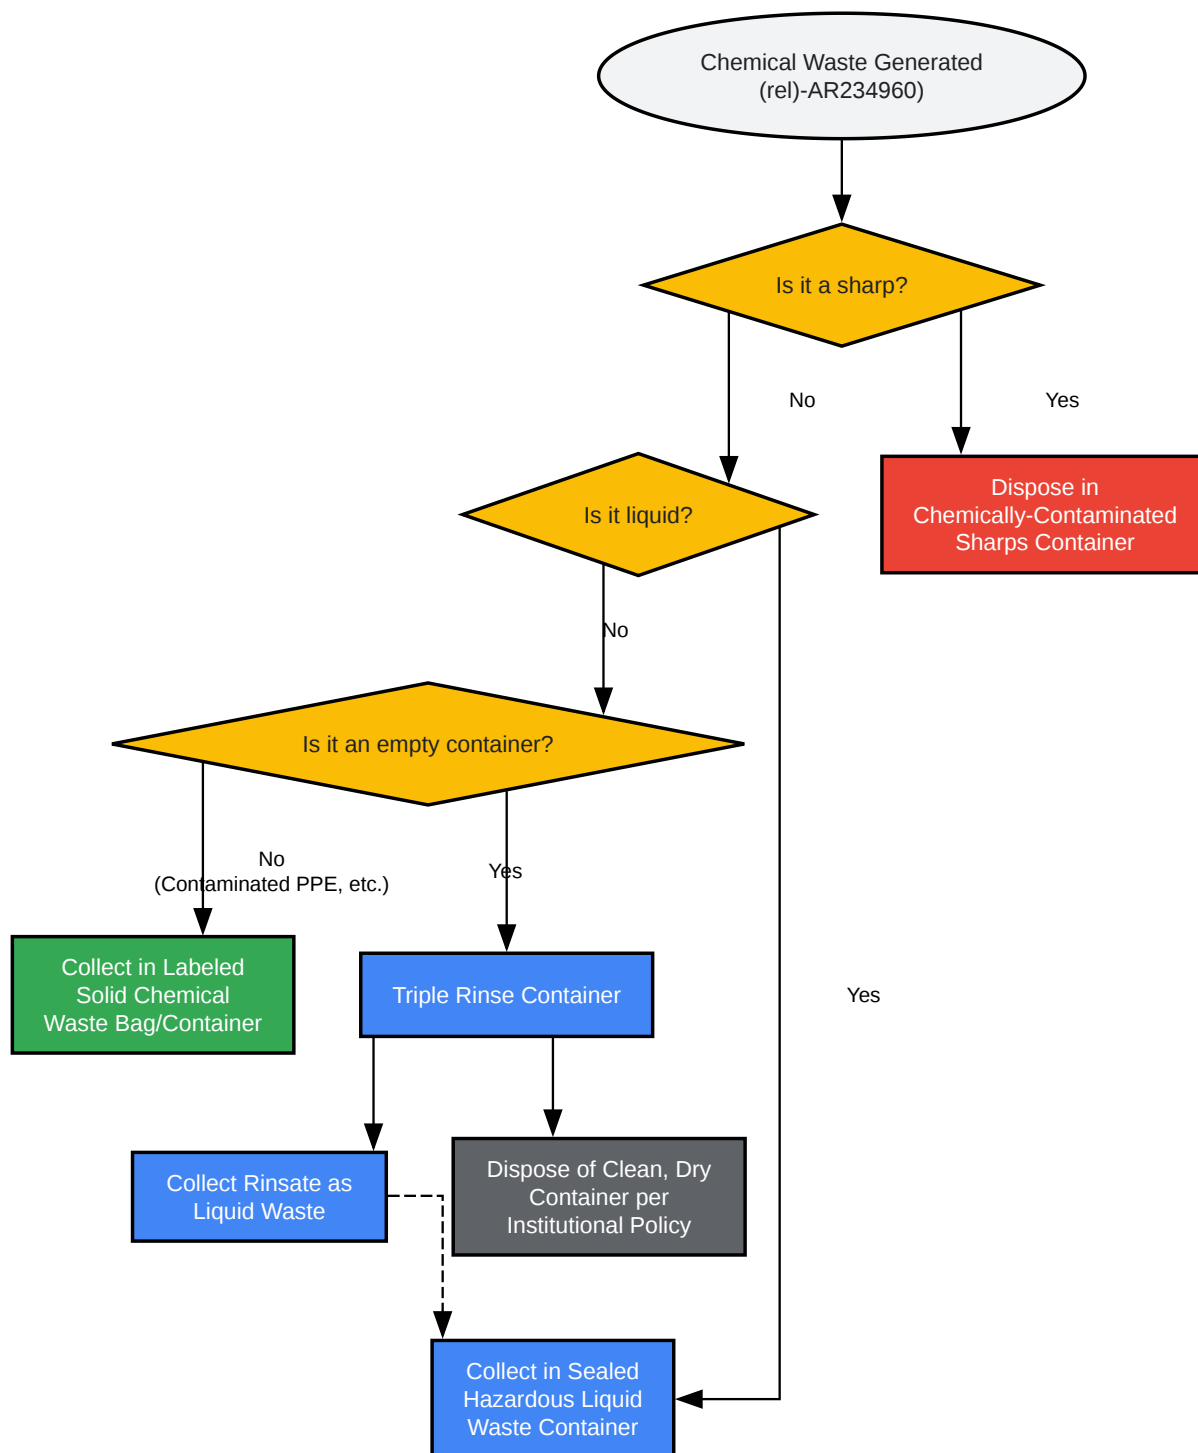 Chemical Waste Generated
(rel)-AR234960)
Is it a sharp?
No
Yes
Dispose in
Chemically-Contaminated
Sharps Container
Is it liquid?
No
Is it an empty container?
No
(Contaminated PPE, etc.)
Yes
Collect in Labeled
Solid Chemical
Waste Bag/Container
Triple Rinse Container
Yes
Collect Rinsate as
Liquid Waste
Dispose of Clean, Dry
Container per
Institutional Policy
Collect in Sealed
Hazardous Liquid
Waste Container